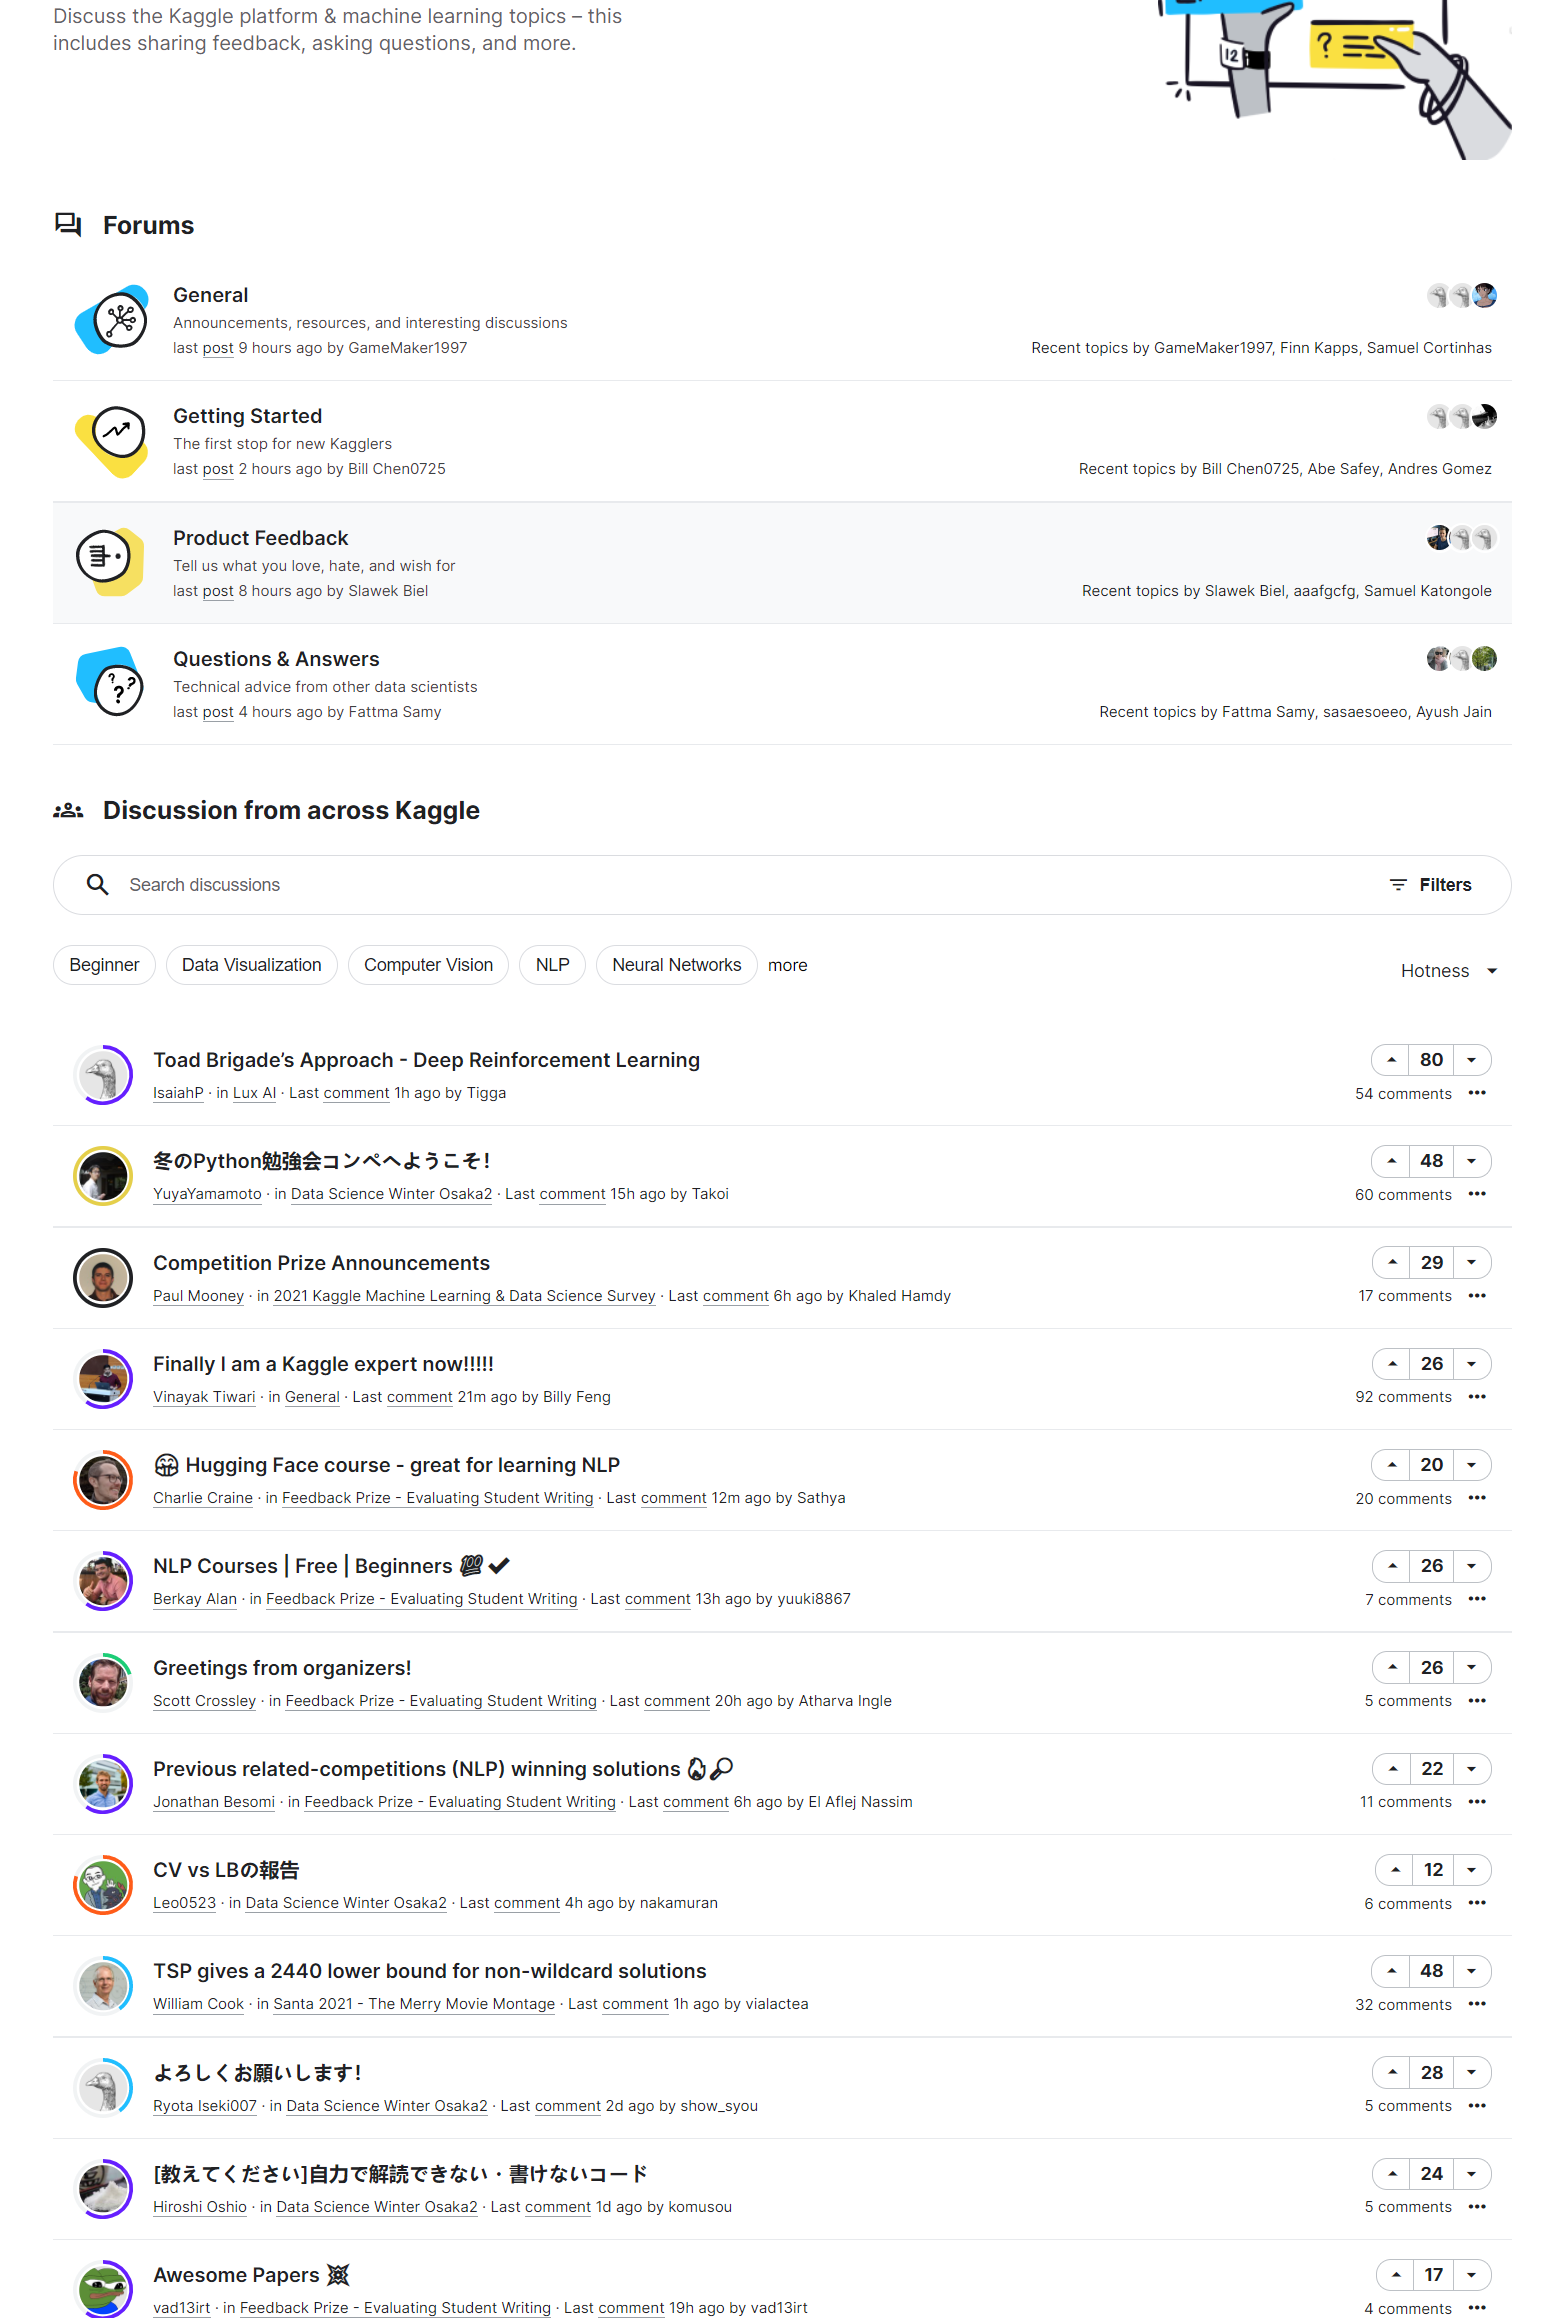 Discuss the Kaggle platform & machine learning topics – this
includes sharing feedback, asking questions, and more.
12
?
Forums
General
Announcements, resources, and interesting discussions
last post 9 hours ago by GameMaker1997
Recent topics by GameMaker1997, Finn Kapps, Samuel Cortinhas
Getting Started
The first stop for new Kagglers
last post 2 hours ago by Bill Chen0725
Recent topics by Bill Chen0725, Abe Safey, Andres Gomez
Product Feedback
Tell us what you love, hate, and wish for
last post 8 hours ago by Slawek Biel
Recent topics by Slawek Biel, aaafgcfg, Samuel Katongole
Questions & Answers
Technical advice from other data scientists
last post 4 hours ago by Fattma Samy
Recent topics by Fattma Samy, sasaesoeeo, Ayush Jain
Discussion from across Kaggle
Search discussions
Filters
Beginner Data Visualization Computer Vision NLP Neural Networks more
Hotness
Toad Brigade’s Approach - Deep Reinforcement Learning
80
IsaiahP · in Lux AI · Last comment 1h ago by Tigga
54 comments
冬のPython勉強会コンペへようこそ！
48
YuyaYamamoto · in Data Science Winter Osaka2 · Last comment 15h ago by Takoi
60 comments
Competition Prize Announcements
29
Paul Mooney · in 2021 Kaggle Machine Learning & Data Science Survey · Last comment 6h ago by Khaled Hamdy
17 comments
Finally I am a Kaggle expert now!!!!!
26
Vinayak Tiwari · in General · Last comment 21m ago by Billy Feng
92 comments
🤗 Hugging Face course - great for learning NLP
20
Charlie Craine · in Feedback Prize - Evaluating Student Writing · Last comment 12m ago by Sathya
20 comments
NLP Courses | Free | Beginners 💯 ✔
26
Berkay Alan · in Feedback Prize - Evaluating Student Writing · Last comment 13h ago by yuuki8867
7 comments
Greetings from organizers!
26
Scott Crossley · in Feedback Prize - Evaluating Student Writing · Last comment 20h ago by Atharva Ingle
5 comments
Previous related-competitions (NLP) winning solutions 🔥🔎
22
Jonathan Besomi · in Feedback Prize - Evaluating Student Writing · Last comment 6h ago by El Aflej Nassim
11 comments
CV vs LBの報告
12
Leo0523 · in Data Science Winter Osaka2 · Last comment 4h ago by nakamuran
6 comments
TSP gives a 2440 lower bound for non-wildcard solutions
48
William Cook · in Santa 2021 - The Merry Movie Montage · Last comment 1h ago by vialactea
32 comments
よろしくお願いします！
28
Ryota Iseki007 · in Data Science Winter Osaka2 · Last comment 2d ago by show_syou
5 comments
[教えてください]自力で解読できない・書けないコード
24
Hiroshi Oshio · in Data Science Winter Osaka2 · Last comment 1d ago by komusou
5 comments
Awesome Papers 💥
17
vad13irt · in Feedback Prize - Evaluating Student Writing · Last comment 19h ago by vad13irt
4 comments